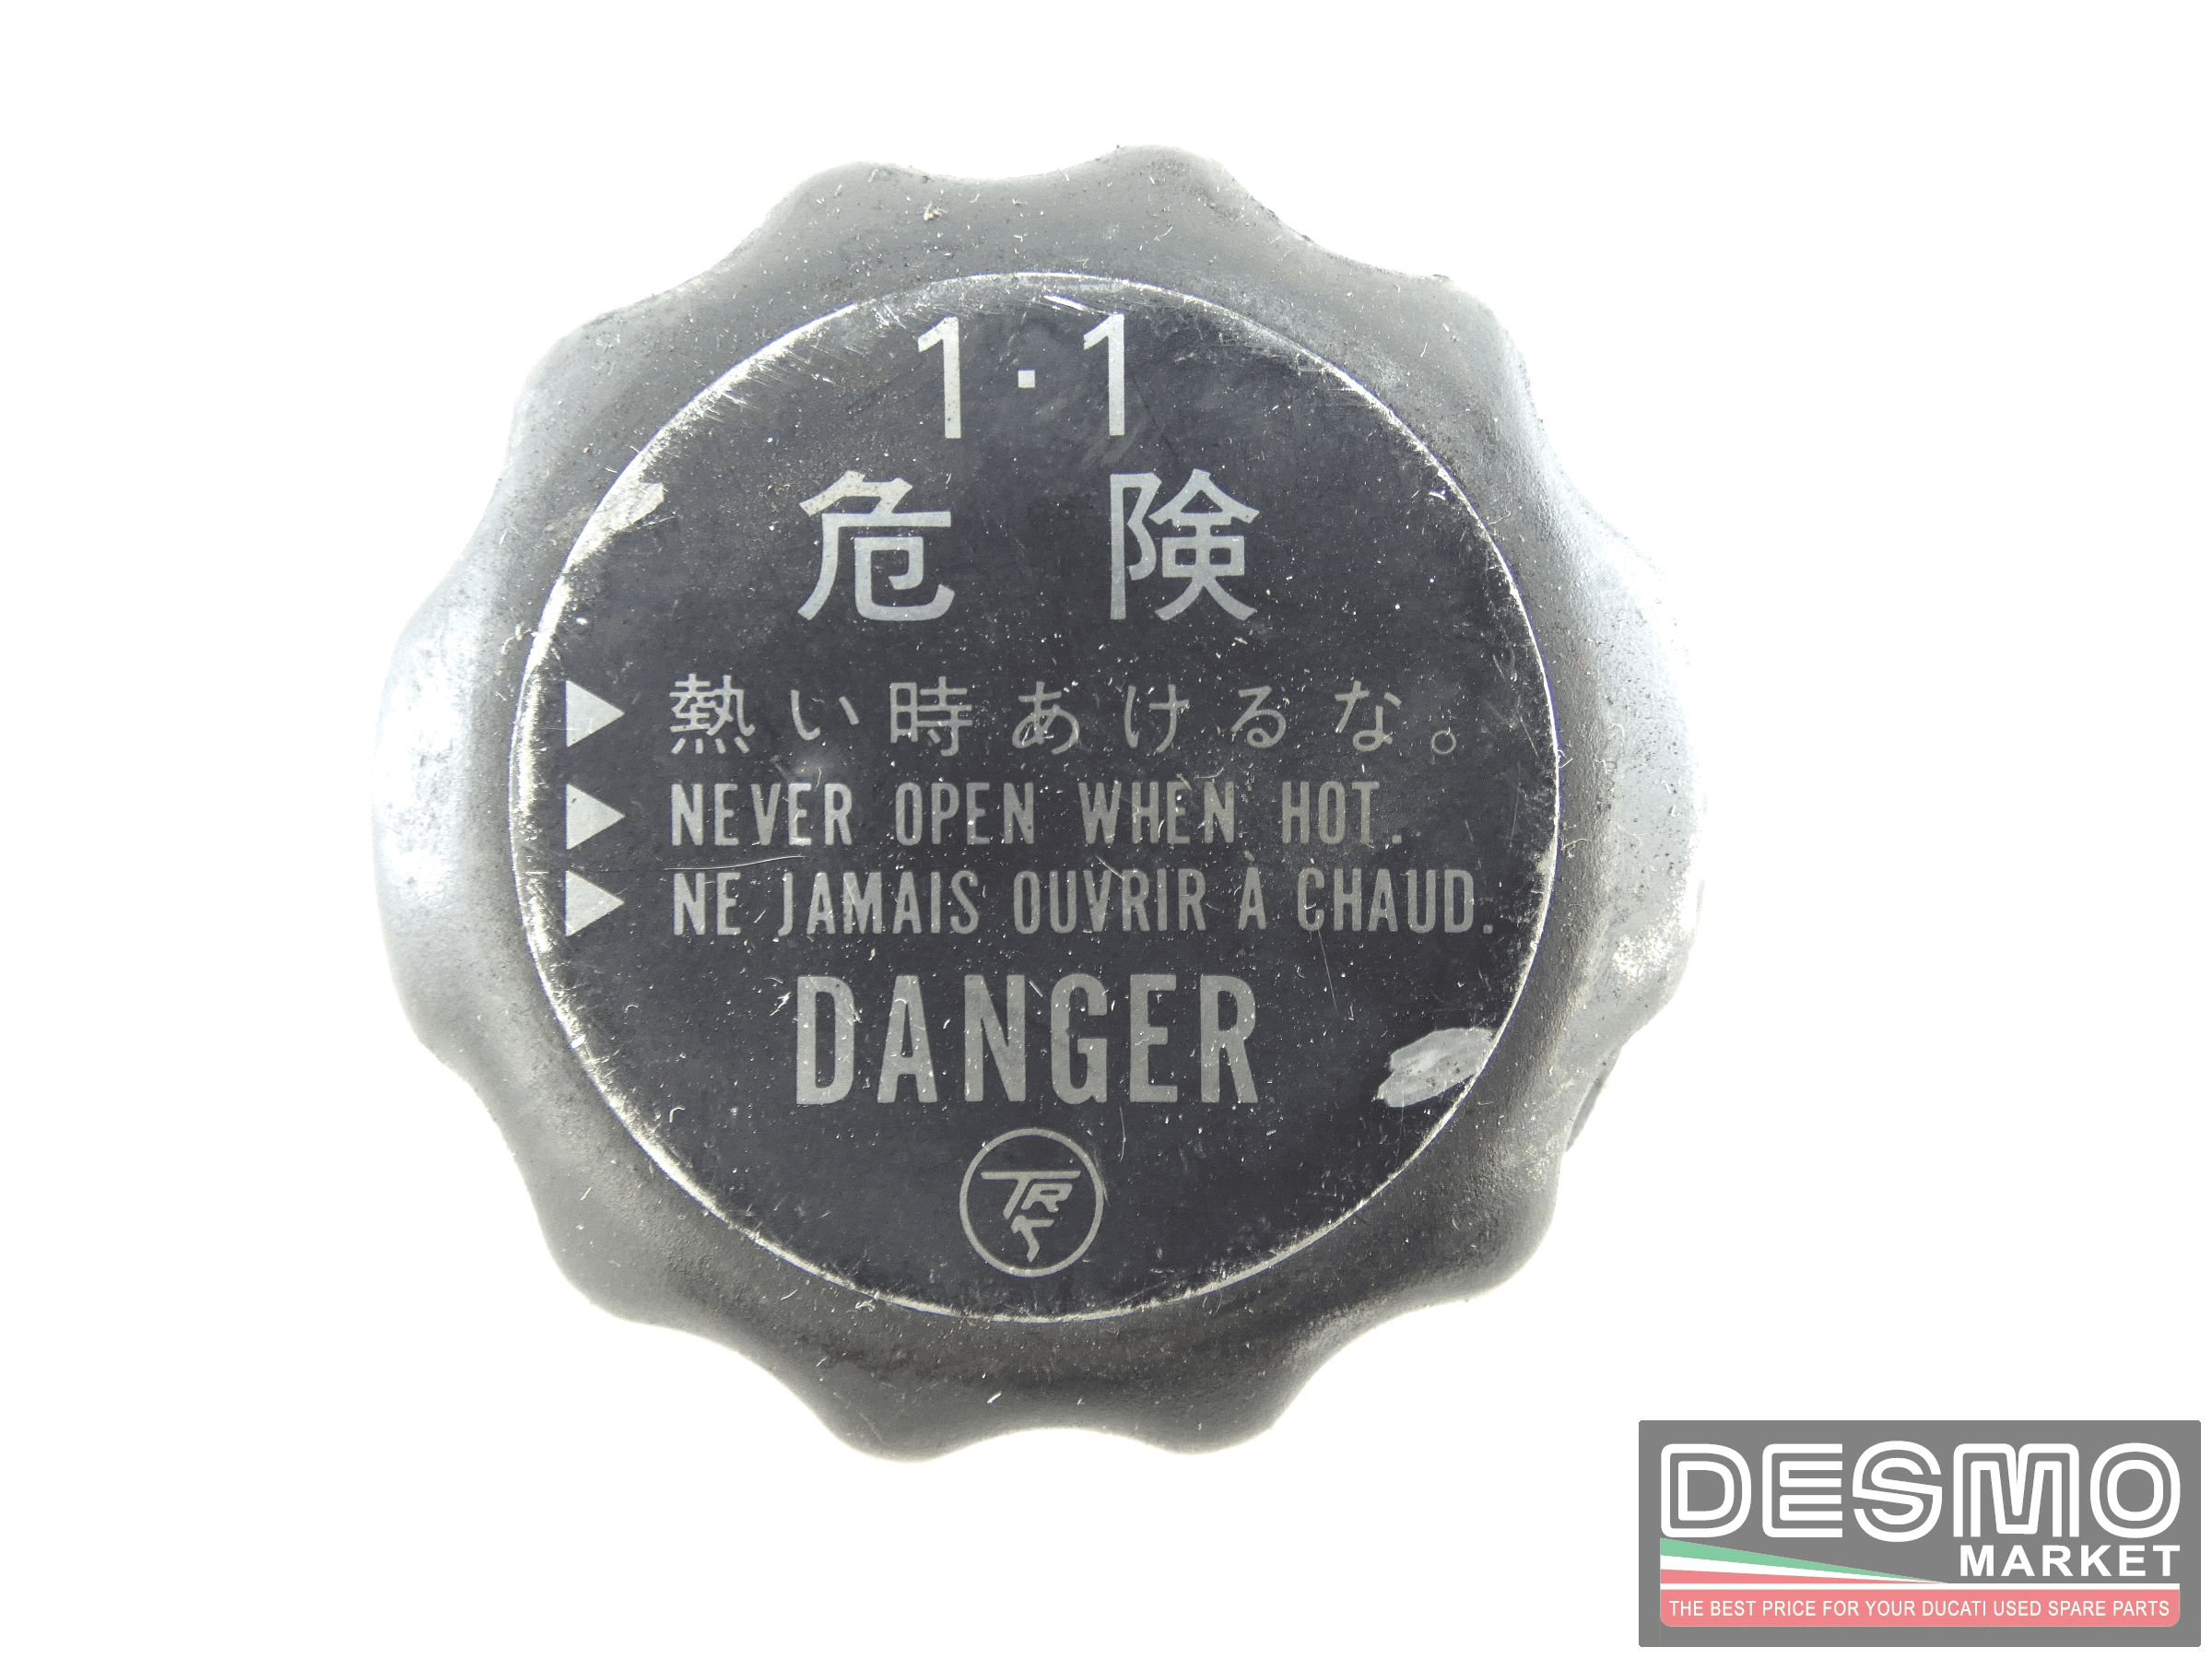 1·1
危険
▶熱い時あけるな。
▶NEVER OPEN WHEN HOT.
▶NE JAMAIS OUVRIR À CHAUD.
DANGER
TRK
DESMO
MARKET
THE BEST PRICE FOR YOUR DUCATI USED SPARE PARTS